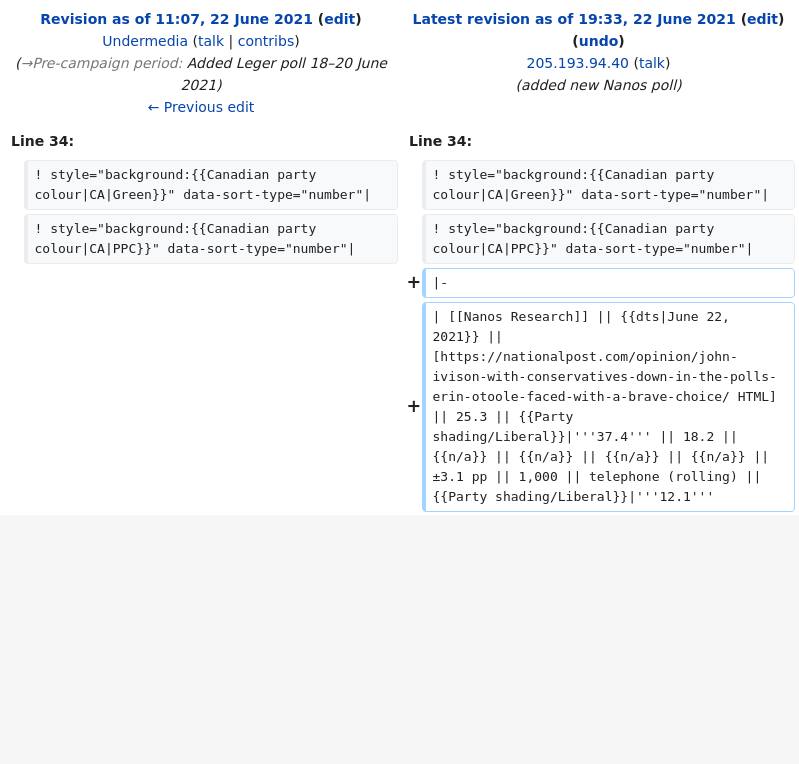 Revision as of 11:07, 22 June 2021 (edit)
Undermedia (talk | contribs)
(→Pre-campaign period: Added Leger poll 18–20 June
2021)
← Previous edit
Latest revision as of 19:33, 22 June 2021 (edit)
(undo)
205.193.94.40 (talk)
(added new Nanos poll)
Line 34:
Line 34:
! style="background:{{Canadian party
colour|CA|Green}}" data-sort-type="number"|
! style="background:{{Canadian party
colour|CA|Green}}" data-sort-type="number"|
! style="background:{{Canadian party
colour|CA|PPC}}" data-sort-type="number"|
! style="background:{{Canadian party
colour|CA|PPC}}" data-sort-type="number"|
+ |-
| [[Nanos Research]] || {{dts|June 22,
2021}} ||
[https://nationalpost.com/opinion/john-
ivison-with-conservatives-down-in-the-polls-
erin-otoole-faced-with-a-brave-choice/ HTML]
+ || 25.3 || {{Party
shading/Liberal}}|'''37.4''' || 18.2 ||
{{n/a}} || {{n/a}} || {{n/a}} || {{n/a}} ||
±3.1 pp || 1,000 || telephone (rolling) ||
{{Party shading/Liberal}}|'''12.1'''